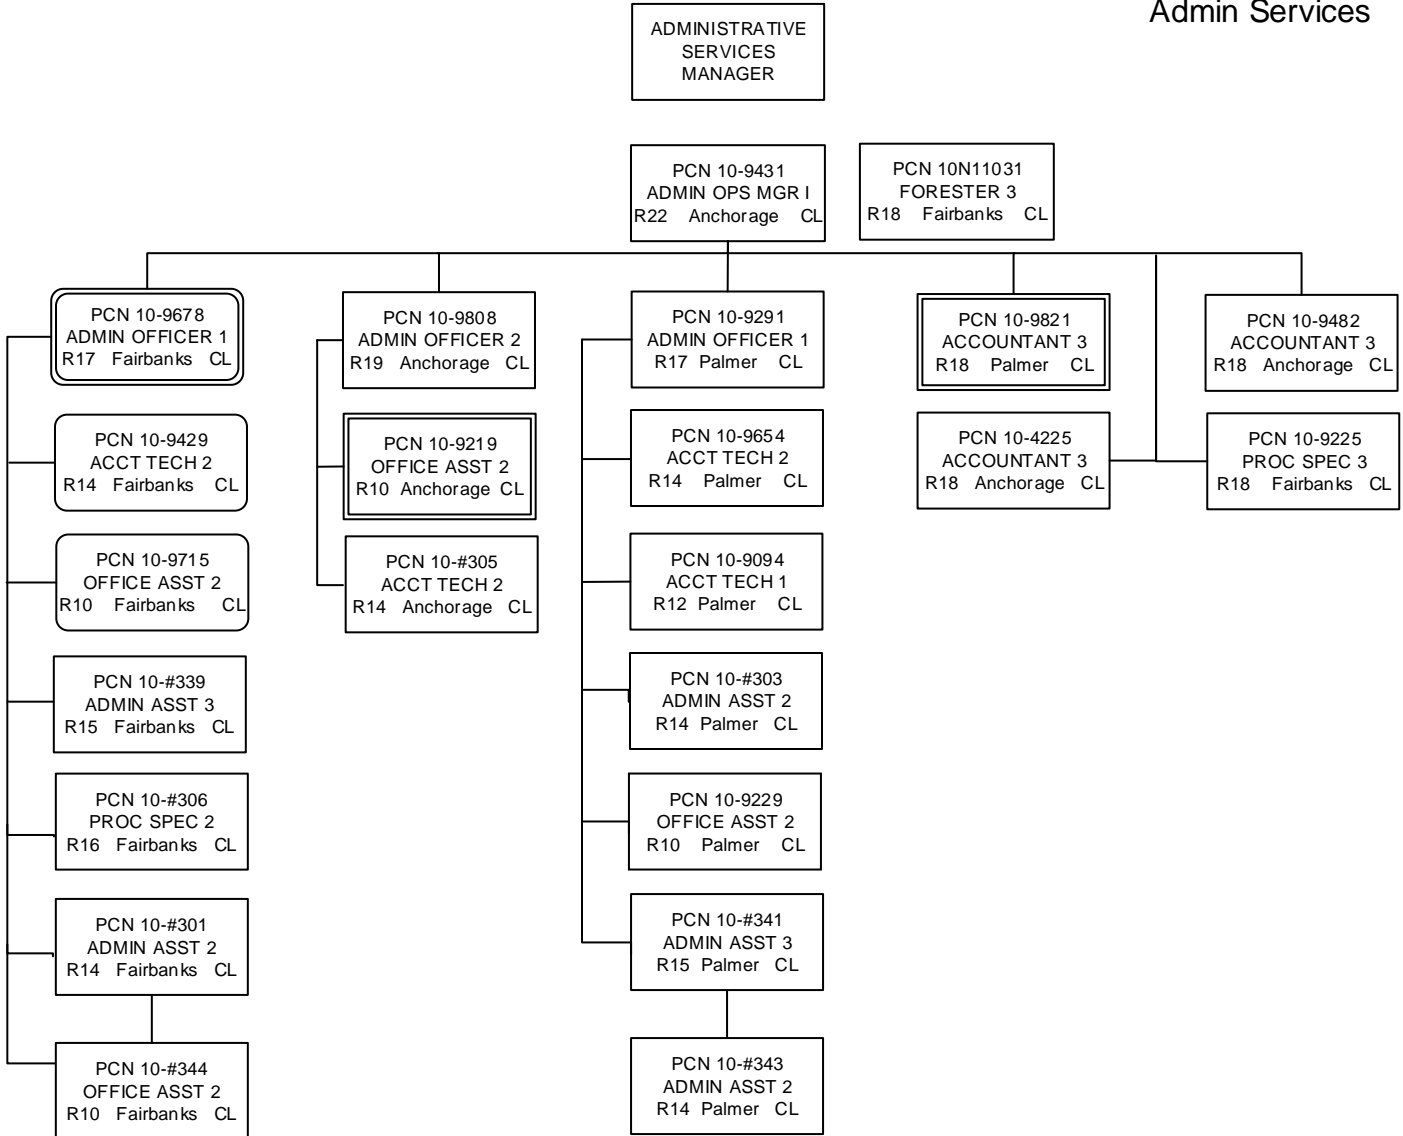 Admin Services
ADMINISTRATIVE
SERVICES
MANAGER
PCN 10-9431
ADMIN OPS MGR I
R22 Anchorage CL
PCN 10N11031
FORESTER 3
R18 Fairbanks CL
PCN 10-9678
ADMIN OFFICER 1
R17 Fairbanks CL
PCN 10-9808
ADMIN OFFICER 2
R19 Anchorage CL
PCN 10-9291
ADMIN OFFICER 1
R17 Palmer CL
PCN 10-9821
ACCOUNTANT 3
R18 Palmer CL
PCN 10-9482
ACCOUNTANT 3
R18 Anchorage CL
PCN 10-9429
ACCT TECH 2
R14 Fairbanks CL
PCN 10-9219
OFFICE ASST 2
R10 Anchorage CL
PCN 10-9654
ACCT TECH 2
R14 Palmer CL
PCN 10-4225
ACCOUNTANT 3
R18 Anchorage CL
PCN 10-9225
PROC SPEC 3
R18 Fairbanks CL
PCN 10-9715
OFFICE ASST 2
R10 Fairbanks CL
PCN 10-#305
ACCT TECH 2
R14 Anchorage CL
PCN 10-9094
ACCT TECH 1
R12 Palmer CL
PCN 10-#339
ADMIN ASST 3
R15 Fairbanks CL
PCN 10-#303
ADMIN ASST 2
R14 Palmer CL
PCN 10-#306
PROC SPEC 2
R16 Fairbanks CL
PCN 10-9229
OFFICE ASST 2
R10 Palmer CL
PCN 10-#301
ADMIN ASST 2
R14 Fairbanks CL
PCN 10-#341
ADMIN ASST 3
R15 Palmer CL
PCN 10-#344
OFFICE ASST 2
R10 Fairbanks CL
PCN 10-#343
ADMIN ASST 2
R14 Palmer CL